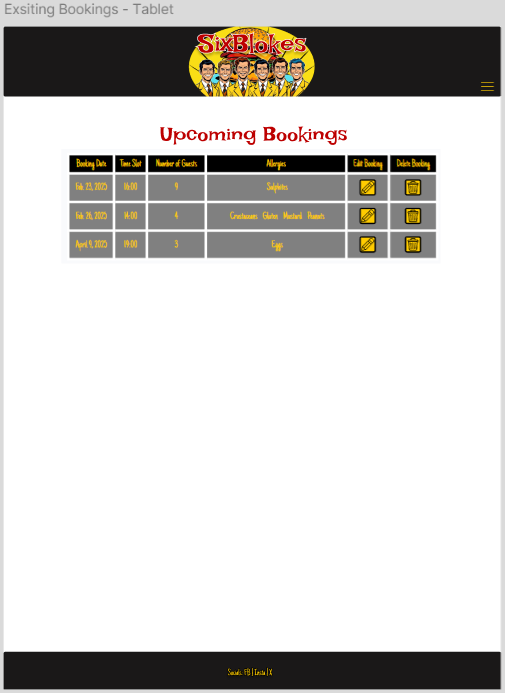 Exsiting Bookings - Tablet
SixBlokes
Upcoming Bookings
Booking Date Time Slot Number of Guests Allergies Edit Booking Delete Booking
Feb 23, 2025 16:00 9 Sulphites
Feb 26, 2025 14:00 4 Crustaceans Gluten Mustard Peanuts
April 9, 2025 19:00 3 Eggs
Socials: FB | Insta | X